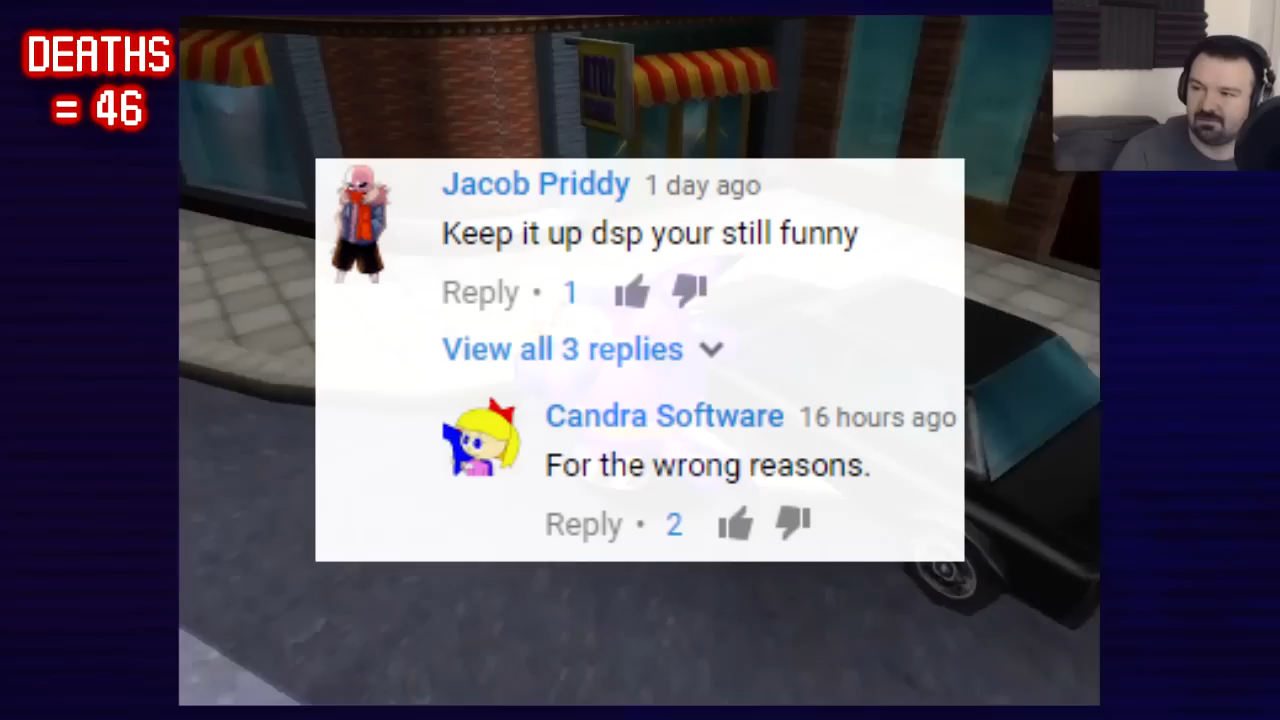 DEATHS
= 46
Jacob Priddy 1 day ago
Keep it up dsp your still funny
Reply • 1
View all 3 replies
Candra Software 16 hours ago
For the wrong reasons.
Reply • 2